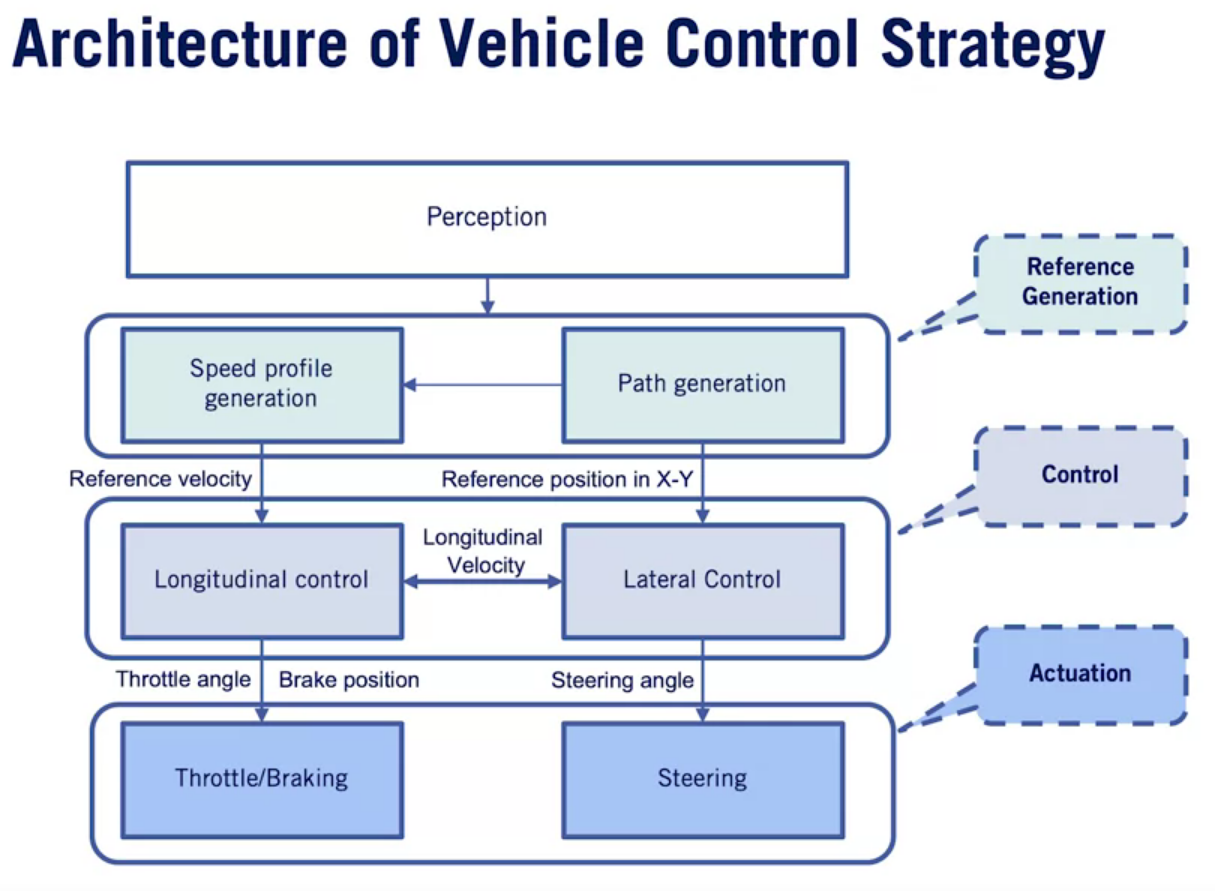 Architecture of Vehicle Control Strategy
Perception
Reference
Generation
Speed profile
generation
Path generation
Reference velocity
Reference position in X-Y
Control
Longitudinal control
Longitudinal
Velocity
Lateral Control
Throttle angle
Brake position
Steering angle
Actuation
Throttle/Braking
Steering